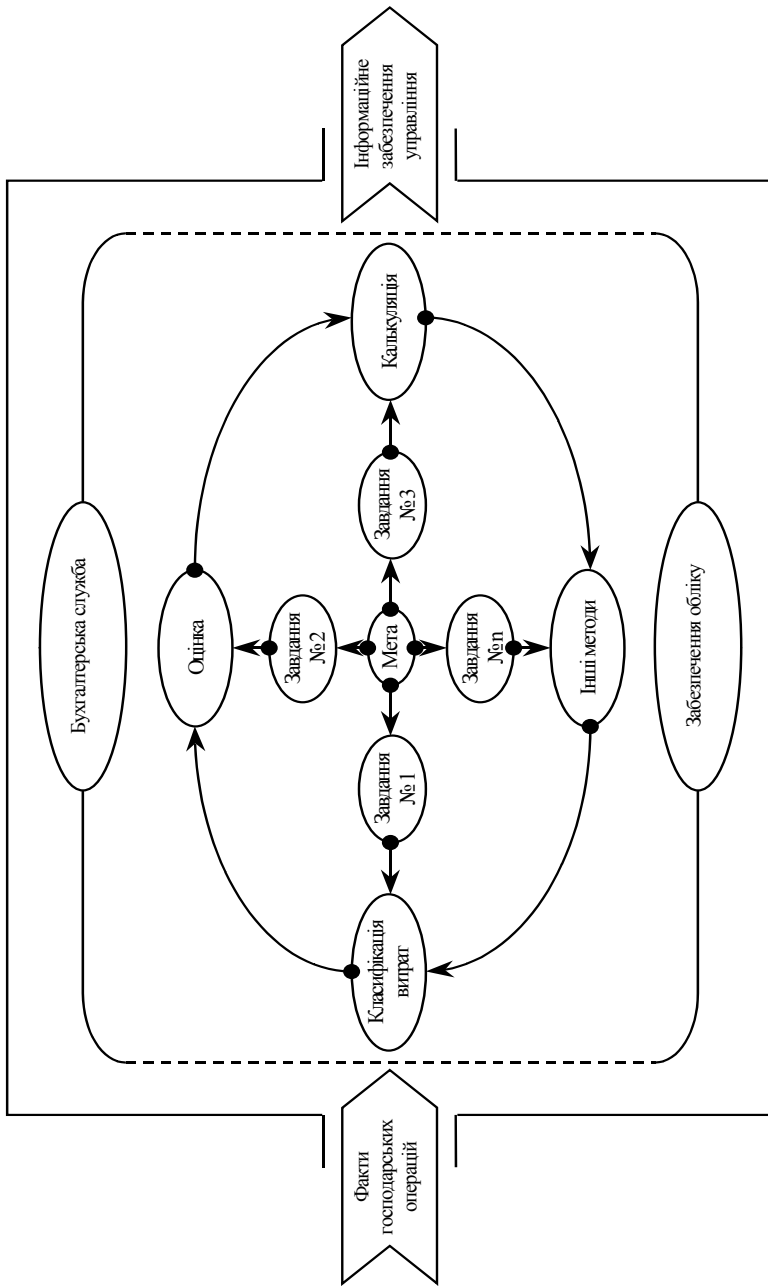 Бухгалтерська служба
Оцінка
Завдання
№2
Факти
господарських
операцій
Класифікація
витрат
Завдання
№1
Мета
Завдання
№3
Калькуляція
Інформаційне
забезпечення
управління
Завдання
№n
Інші методи
Забезпечення обліку